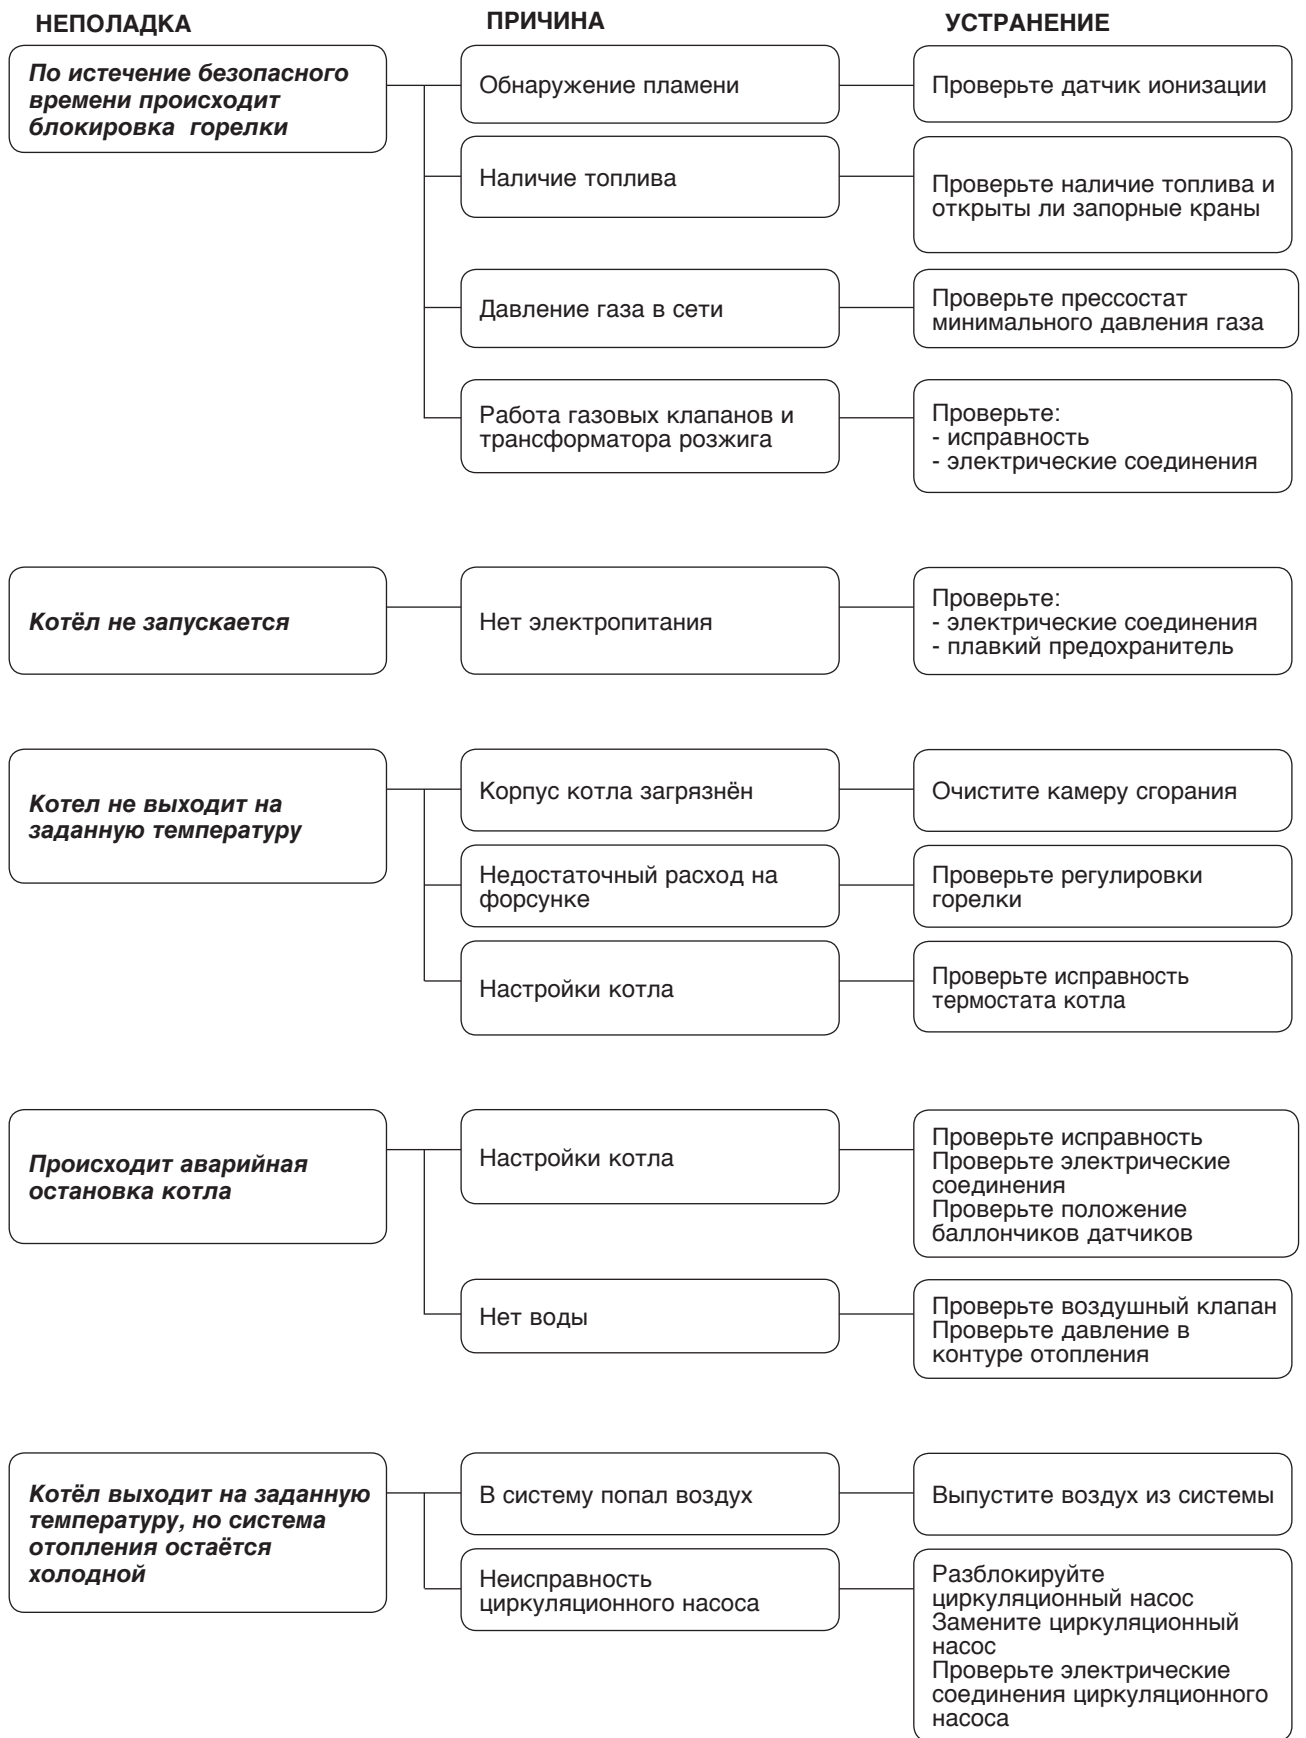 НЕПОЛАДКА
ПРИЧИНА
УСТРАНЕНИЕ
По истечение безопасного
времени происходит
блокировка горелки
Обнаружение пламени
Проверьте датчик ионизации
Наличие топлива
Проверьте наличие топлива и
открыты ли запорные краны
Давление газа в сети
Проверьте прессостат
минимального давления газа
Работа газовых клапанов и
трансформатора розжига
Проверьте:
- исправность
- электрические соединения
Котёл не запускается
Нет электропитания
Проверьте:
- электрические соединения
- плавкий предохранитель
Котел не выходит на
заданную температуру
Корпус котла загрязнён
Очистите камеру сгорания
Недостаточный расход на
форсунке
Проверьте регулировки
горелки
Настройки котла
Проверьте исправность
термостата котла
Происходит аварийная
остановка котла
Настройки котла
Проверьте исправность
Проверьте электрические
соединения
Проверьте положение
баллончиков датчиков
Нет воды
Проверьте воздушный клапан
Проверьте давление в
контуре отопления
Котёл выходит на заданную
температуру, но система
отопления остаётся
холодной
В систему попал воздух
Выпустите воздух из системы
Неисправность
циркуляционного насоса
Разблокируйте
циркуляционный насос
Замените циркуляционный
насос
Проверьте электрические
соединения циркуляционного
насоса